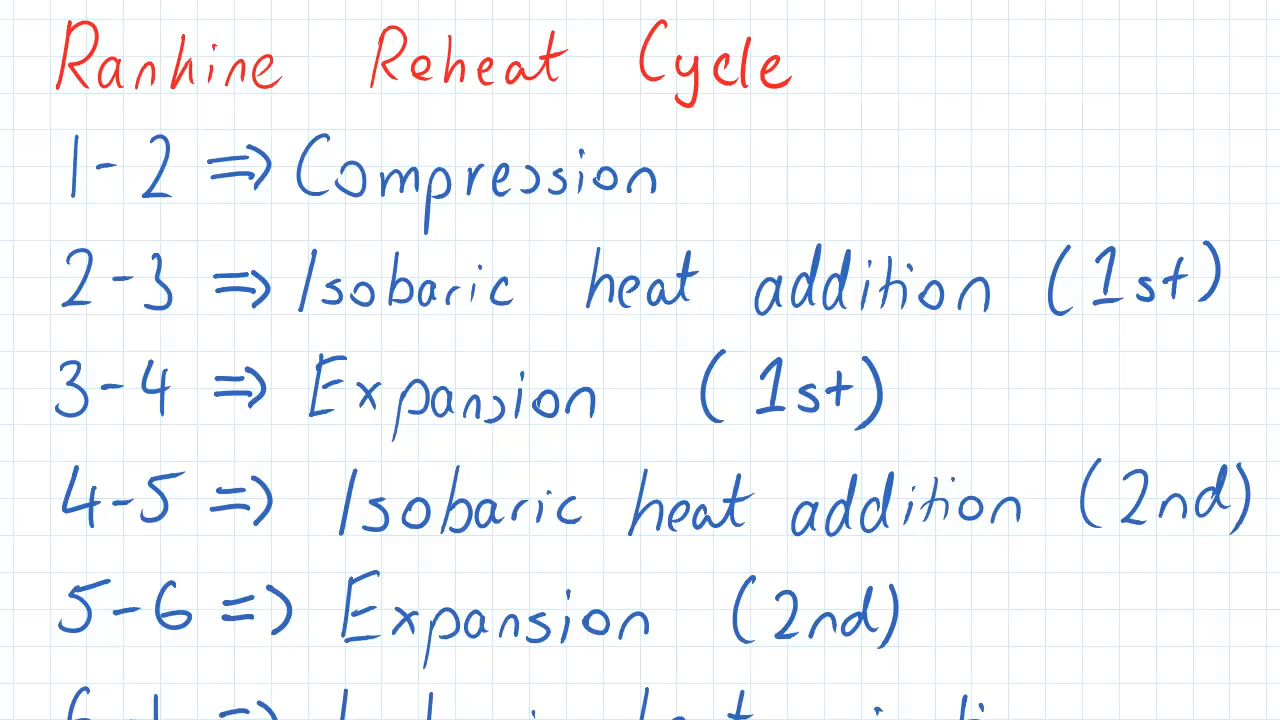 Rankine Reheat Cycle
1-2 => Compression
2-3 => Isobaric heat addition (1st)
3-4 => Expansion (1st)
4-5 => Isobaric heat addition (2nd)
5-6 => Expansion (2nd)